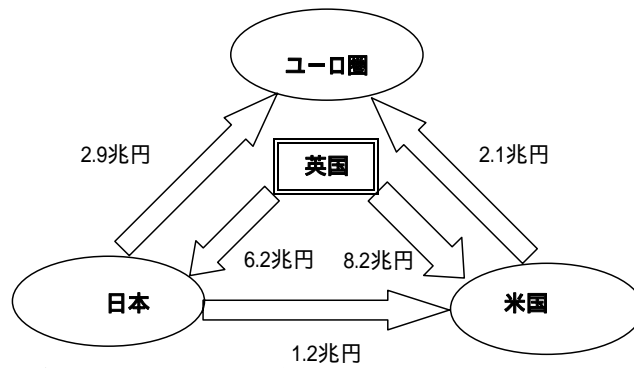 ユーロ圏
2.9兆円
2.1兆円
英国
6.2兆円
8.2兆円
日本
米国
1.2兆円